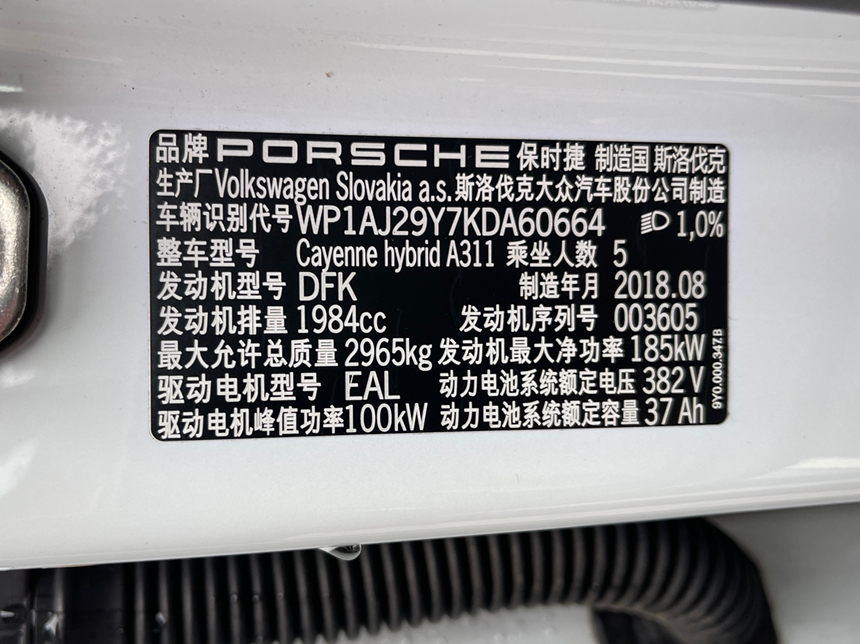 品牌 PORSCHE 保时捷 制造国 斯洛伐克
生产厂 Volkswagen Slovakia a.s. 斯洛伐克大众汽车股份公司制造
车辆识别代号 WP1AJ29Y7KDA60664 1,0%
整车型号 Cayenne hybrid A311 乘坐人数 5
发动机型号 DFK 制造年月 2018.08
发动机排量 1984cc 发动机序列号 003605
最大允许总质量 2965kg 发动机最大净功率 185kW
驱动电机型号 EAL 动力电池系统额定电压 382 V
驱动电机峰值功率 100kW 动力电池系统额定容量 37 Ah
9Y0.000.347.B